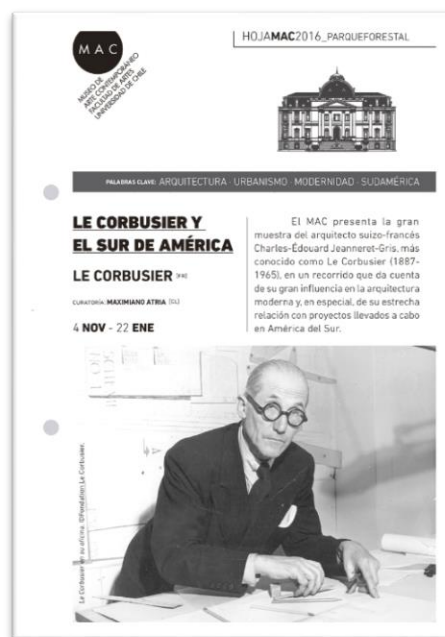 MAC
MUSEO DE
ARTE CONTEMPORÁNEO
FACULTAD DE ARTES
UNIVERSIDAD DE CHILE
HOJAMAC2016_PARQUEFORESTAL
PALABRAS CLAVE: ARQUITECTURA · URBANISMO · MODERNIDAD · SUDAMÉRICA
LE CORBUSIER Y
EL SUR DE AMÉRICA
LE CORBUSIER [FR]
CURATORÍA: MAXIMIANO ATRIA [CL]
4 NOV - 22 ENE
El MAC presenta la gran
muestra del arquitecto suizo-francés
Charles-Édouard Jeanneret-Gris, más
conocido como Le Corbusier (1887-
1965), en un recorrido que da cuenta
de su gran influencia en la arquitectura
moderna y, en especial, de su estrecha
relación con proyectos llevados a cabo
en América del Sur.
Le Corbusier en su oficina. ©Fondation Le Corbusier.